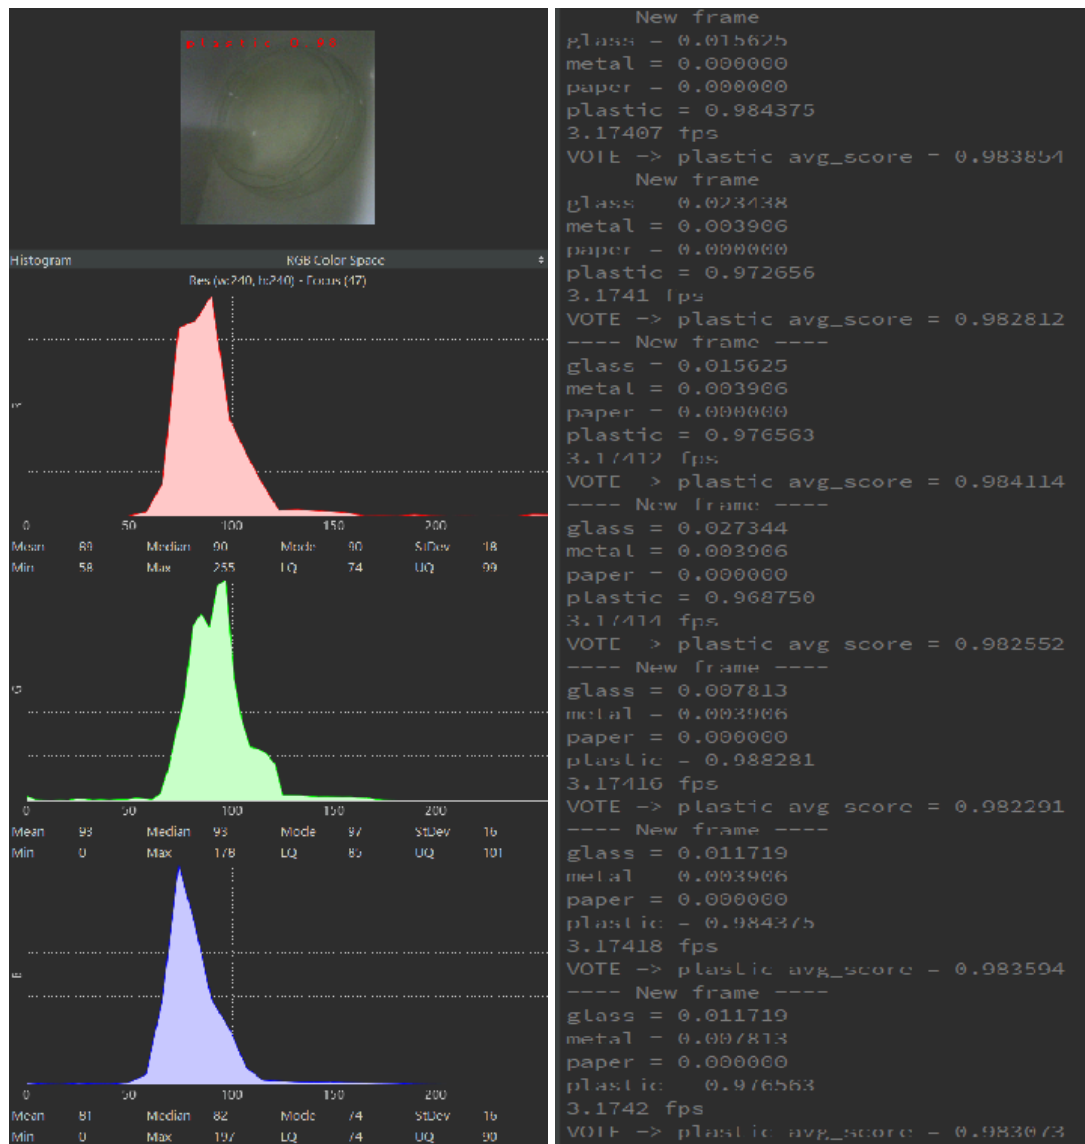 plastic 0.98
Histogram RGB Color Space
Res (w:240, h:240) - Focus (47)
R
0 50 100 150 200
Mean 89 Median 90 Mode 90 StDev 18
Min 58 Max 255 LQ 74 UQ 99
G
0 50 100 150 200
Mean 93 Median 93 Mode 97 StDev 16
Min 0 Max 178 LQ 85 UQ 101
B
0 50 100 150 200
Mean 81 Median 82 Mode 74 StDev 16
Min 0 Max 197 LQ 74 UQ 90
New frame
glass = 0.015625
metal = 0.000000
paper = 0.000000
plastic = 0.984375
3.17407 fps
VOTE -> plastic avg_score = 0.983854
New frame
glass 0.023438
metal = 0.003906
paper = 0.000000
plastic = 0.972656
3.1741 fps
VOTE -> plastic avg_score = 0.982812
---- New frame ----
glass = 0.015625
metal = 0.003906
paper = 0.000000
plastic = 0.976563
3.17412 fps
VOTE -> plastic avg_score = 0.984114
---- New frame ----
glass = 0.027344
metal = 0.003906
paper = 0.000000
plastic = 0.968750
3.17414 fps
VOTE -> plastic avg_score = 0.982552
---- New frame ----
glass = 0.007813
metal = 0.003906
paper = 0.000000
plastic = 0.988281
3.17416 fps
VOTE -> plastic avg_score = 0.982291
---- New frame ----
glass = 0.011719
metal 0.003906
paper = 0.000000
plastic = 0.984375
3.17418 fps
VOTE -> plastic avg_score = 0.983594
---- New frame ----
glass = 0.011719
metal = 0.007813
paper = 0.000000
plastic 0.976563
3.1742 fps
VOTE -> plastic avg_score = 0.983073